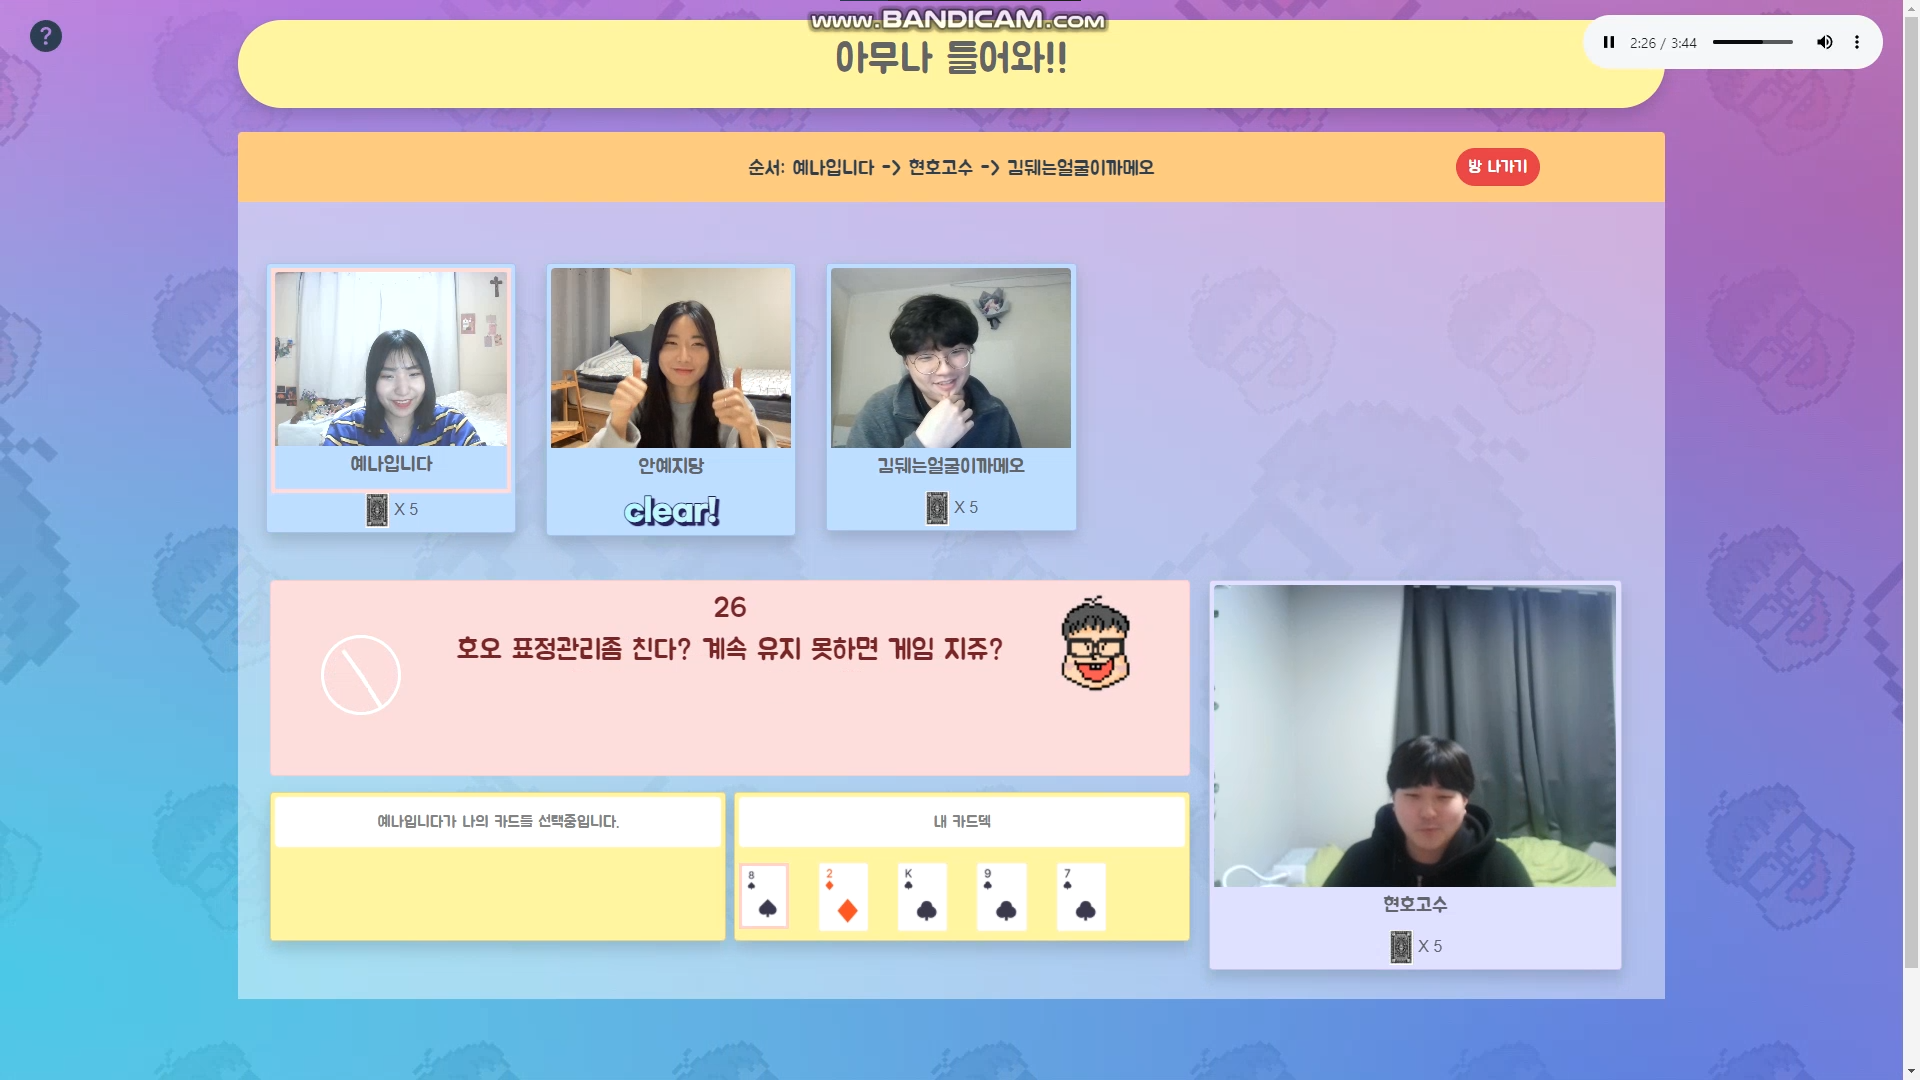 ?
www.BANDICAM.com
아무나 들어와!!
2:26 / 3:44
순서: 예나입니다 -> 현호고수 -> 김뒈는얼굴이까메오
방 나가기
예나입니다
X 5
안예지당
clear!
김뒈는얼굴이까메오
X 5
26
호오 표정관리좀 친다? 계속 유지 못하면 게임 지쥬?
예나입니다가 나의 카드를 선택중입니다.
내 카드덱
8
2
K
9
7
현호고수
X 5